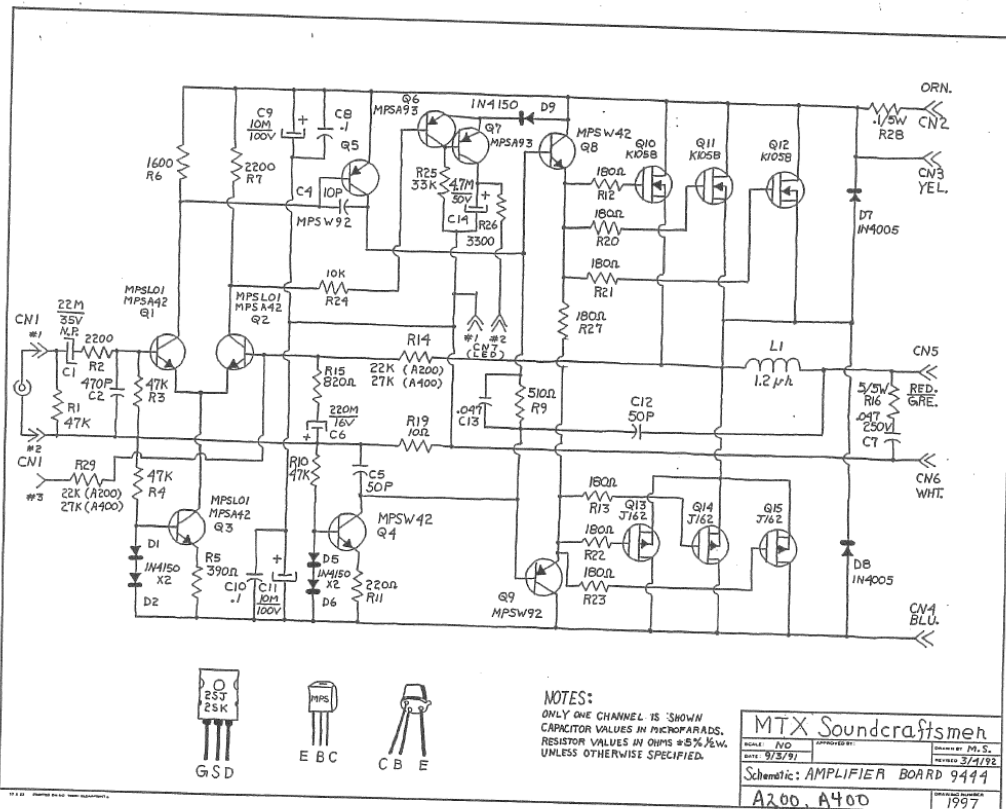 ORN.
CN2
.1/5W
R28
CN3
YEL.
C9
10M
100V
C8
.1
Q5
Q6
MPSA93
1N4150
D9
Q7
MPSA93
MPSW42
Q8
Q10
K1058
Q11
K1058
Q12
K1058
1600
R6
2200
R7
C4
10P
MPSW92
R25
33K
4.7M
50V
C14
R26
3300
180Ω
R12
180Ω
R20
180Ω
R21
180Ω
R27
D7
1N4005
10K
R24
MPSL01
MPSA42
Q1
MPSL01
MPSA42
Q2
#1
#2
CN7
(LED)
CN1
#1
22M
35V
N.P.
C1
2200
R2
470P
C2
R1
47K
47K
R3
R15
820Ω
R14
22K (A200)
27K (A400)
L1
1.2 μh
CN5
RED.
GRE.
5/5W
R16
.047
250V
C7
220M
16V
C6
.047
C13
510Ω
R9
C12
50P
#2
CN1
R19
10Ω
CN6
WHT.
#3
R29
22K (A200)
27K (A400)
47K
R4
R10
47K
C5
50P
MPSL01
MPSA42
Q3
MPSW42
Q4
180Ω
R13
180Ω
R22
180Ω
R23
Q13
J162
Q14
J162
Q15
J162
D1
1N4150
X2
D2
R5
390Ω
C10
.1
C11
10M
100V
D5
1N4150
X2
D6
220Ω
R11
Q9
MPSW92
D8
1N4005
CN4
BLU.
2SJ
2SK
GSD
MPS
E B C
C B E
NOTES:
ONLY ONE CHANNEL IS SHOWN
CAPACITOR VALUES IN MICROFARADS.
RESISTOR VALUES IN OHMS ±5% ½W.
UNLESS OTHERWISE SPECIFIED.
MTX Soundcraftsmen
SCALE: NO
APPROVED BY:
DRAWN BY M.S.
DATE: 9/3/91
REVISED 3/4/92
Schematic: AMPLIFIER BOARD 9444
A200, A400
DRAWING NUMBER
1997